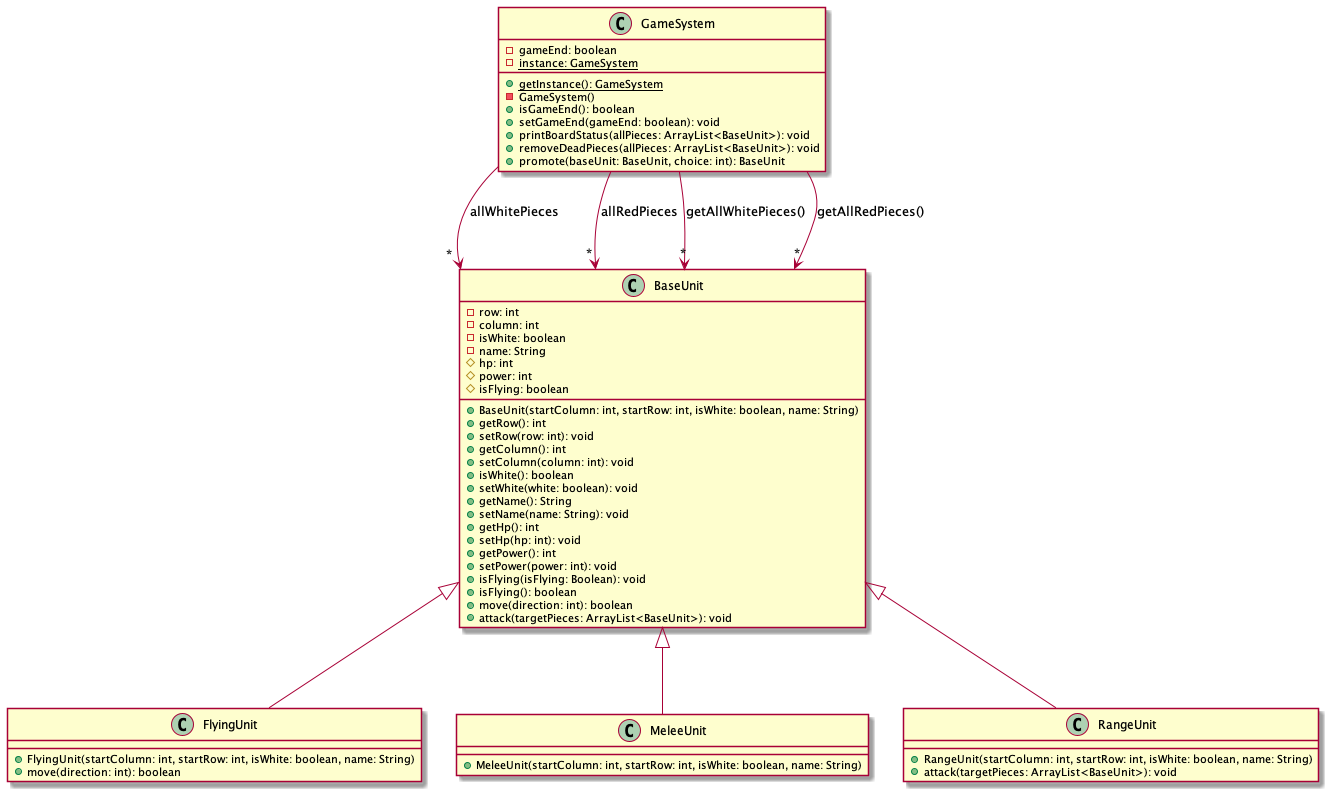 C GameSystem
gameEnd: boolean
instance: GameSystem
getInstance(): GameSystem
GameSystem()
isGameEnd(): boolean
setGameEnd(gameEnd: boolean): void
printBoardStatus(allPieces: ArrayList<BaseUnit>): void
removeDeadPieces(allPieces: ArrayList<BaseUnit>): void
promote(baseUnit: BaseUnit, choice: int): BaseUnit
allWhitePieces allRedPieces getAllWhitePieces() getAllRedPieces()
* * * *
C BaseUnit
row: int
column: int
isWhite: boolean
name: String
hp: int
power: int
isFlying: boolean
BaseUnit(startColumn: int, startRow: int, isWhite: boolean, name: String)
getRow(): int
setRow(row: int): void
getColumn(): int
setColumn(column: int): void
isWhite(): boolean
setWhite(white: boolean): void
getName(): String
setName(name: String): void
getHp(): int
setHp(hp: int): void
getPower(): int
setPower(power: int): void
isFlying(isFlying: Boolean): void
isFlying(): boolean
move(direction: int): boolean
attack(targetPieces: ArrayList<BaseUnit>): void
C FlyingUnit
FlyingUnit(startColumn: int, startRow: int, isWhite: boolean, name: String)
move(direction: int): boolean
C MeleeUnit
MeleeUnit(startColumn: int, startRow: int, isWhite: boolean, name: String)
C RangeUnit
RangeUnit(startColumn: int, startRow: int, isWhite: boolean, name: String)
attack(targetPieces: ArrayList<BaseUnit>): void